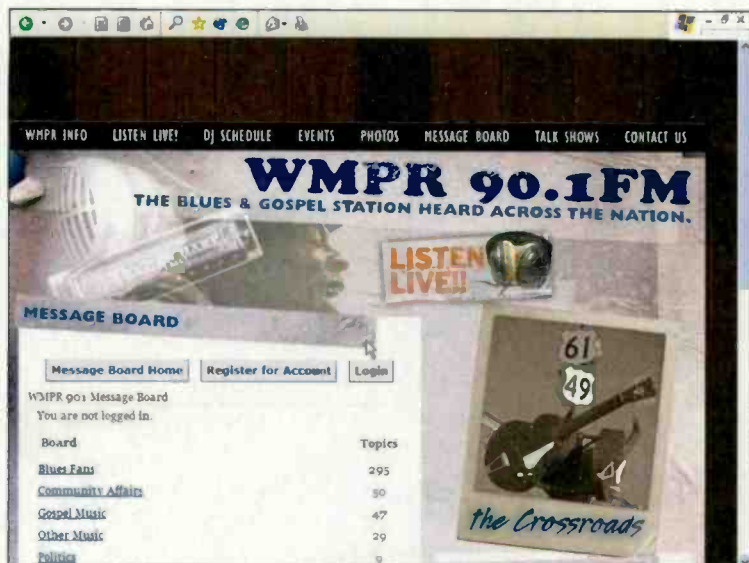 WMPR INFO LISTEN LIVE! DJ SCHEDULE EVENTS PHOTOS MESSAGE BOARD TALK SHOWS CONTACT US
WMPR 90.1FM
THE BLUES & GOSPEL STATION HEARD ACROSS THE NATION.
LISTEN
LIVE!!
MESSAGE BOARD
61
49
Message Board Home Register for Account Login
WMPR 901 Message Board
You are not logged in.
Board Topics
Blues Fans 295
Community Affairs 50
Gospel Music 47
Other Music 29
Politics 9
the Crossroads